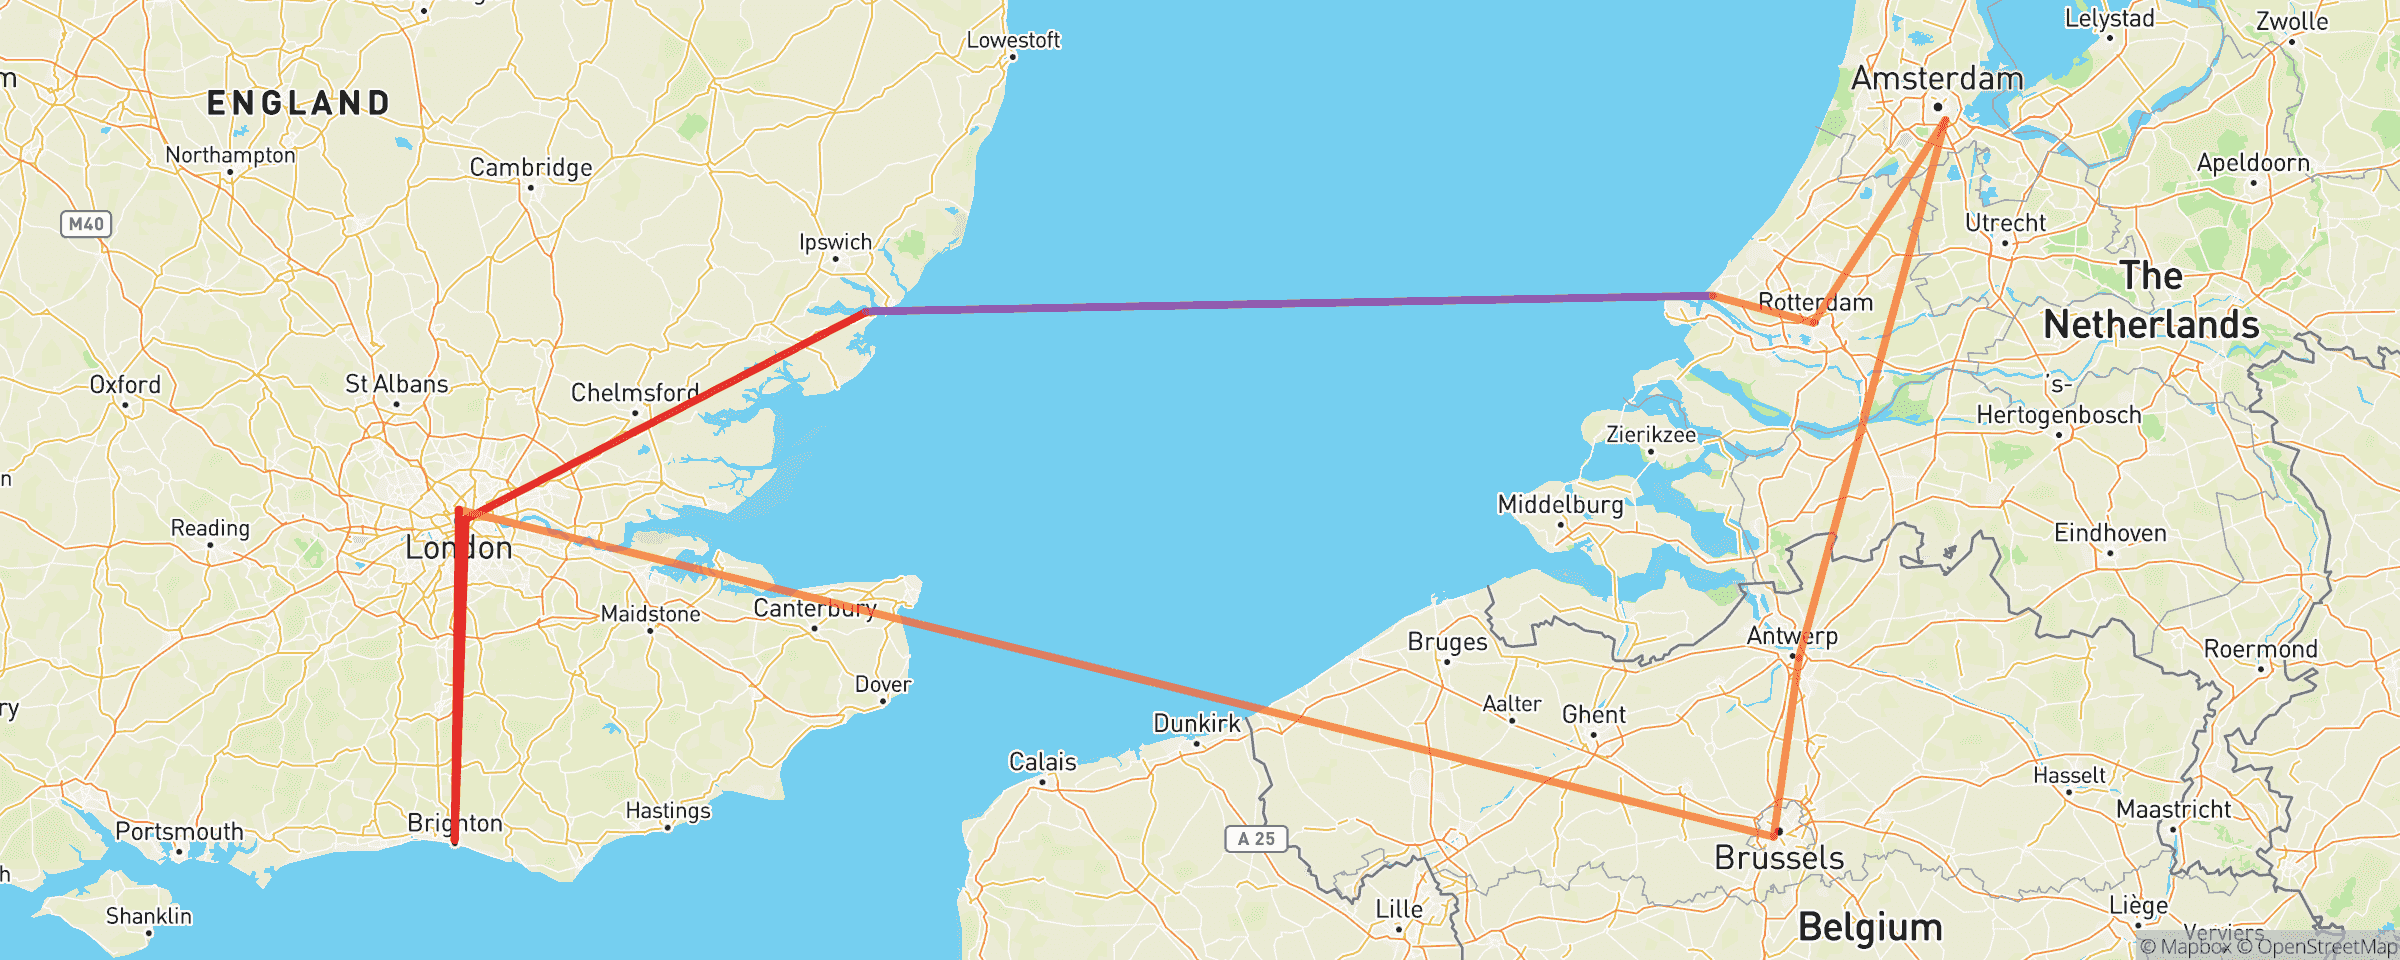 Lowestoft
Lelystad
Zwolle
Amsterdam
ENGLAND
Northampton
Cambridge
Apeldoorn
M40
Ipswich
Utrecht
The
Netherlands
Rotterdam
Oxford
St Albans
Chelmsford
's-
Hertogenbosch
Zierikzee
Middelburg
Reading
London
Eindhoven
Maidstone
Canterbury
Bruges
Antwerp
Roermond
Dover
Aalter
Ghent
Dunkirk
Calais
Hasselt
Brighton
Hastings
Portsmouth
Maastricht
A 25
Brussels
Shanklin
Lille
Liège
Belgium
Verviers
© Mapbox © OpenStreetMap